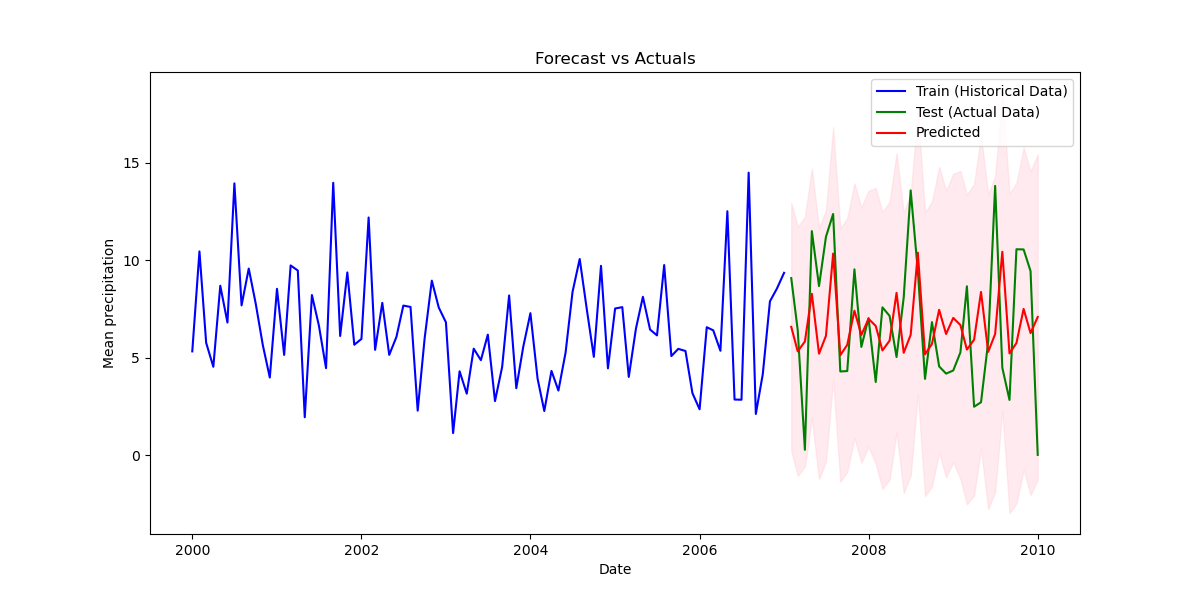 Forecast vs Actuals
Train (Historical Data)
Test (Actual Data)
Predicted
Mean precipitation
15
10
5
0
2000
2002
2004
2006
2008
2010
Date